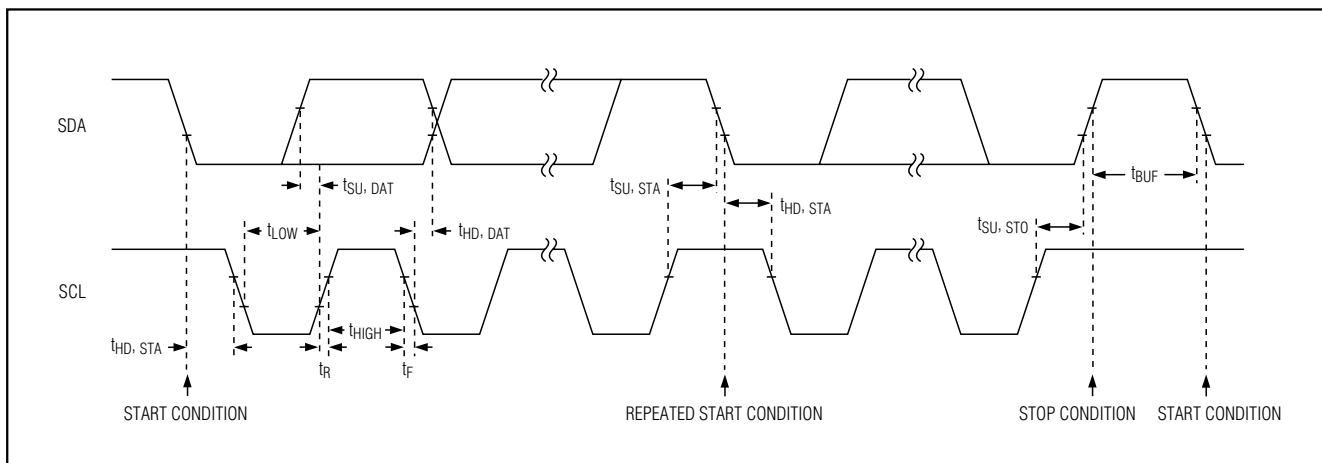 SDA
tSU, DAT
tSU, STA
tBUF
tHD, STA
tLOW
tHD, DAT
tSU, STO
SCL
tHIGH
tHD, STA
tR
tF
START CONDITION
REPEATED START CONDITION
STOP CONDITION
START CONDITION